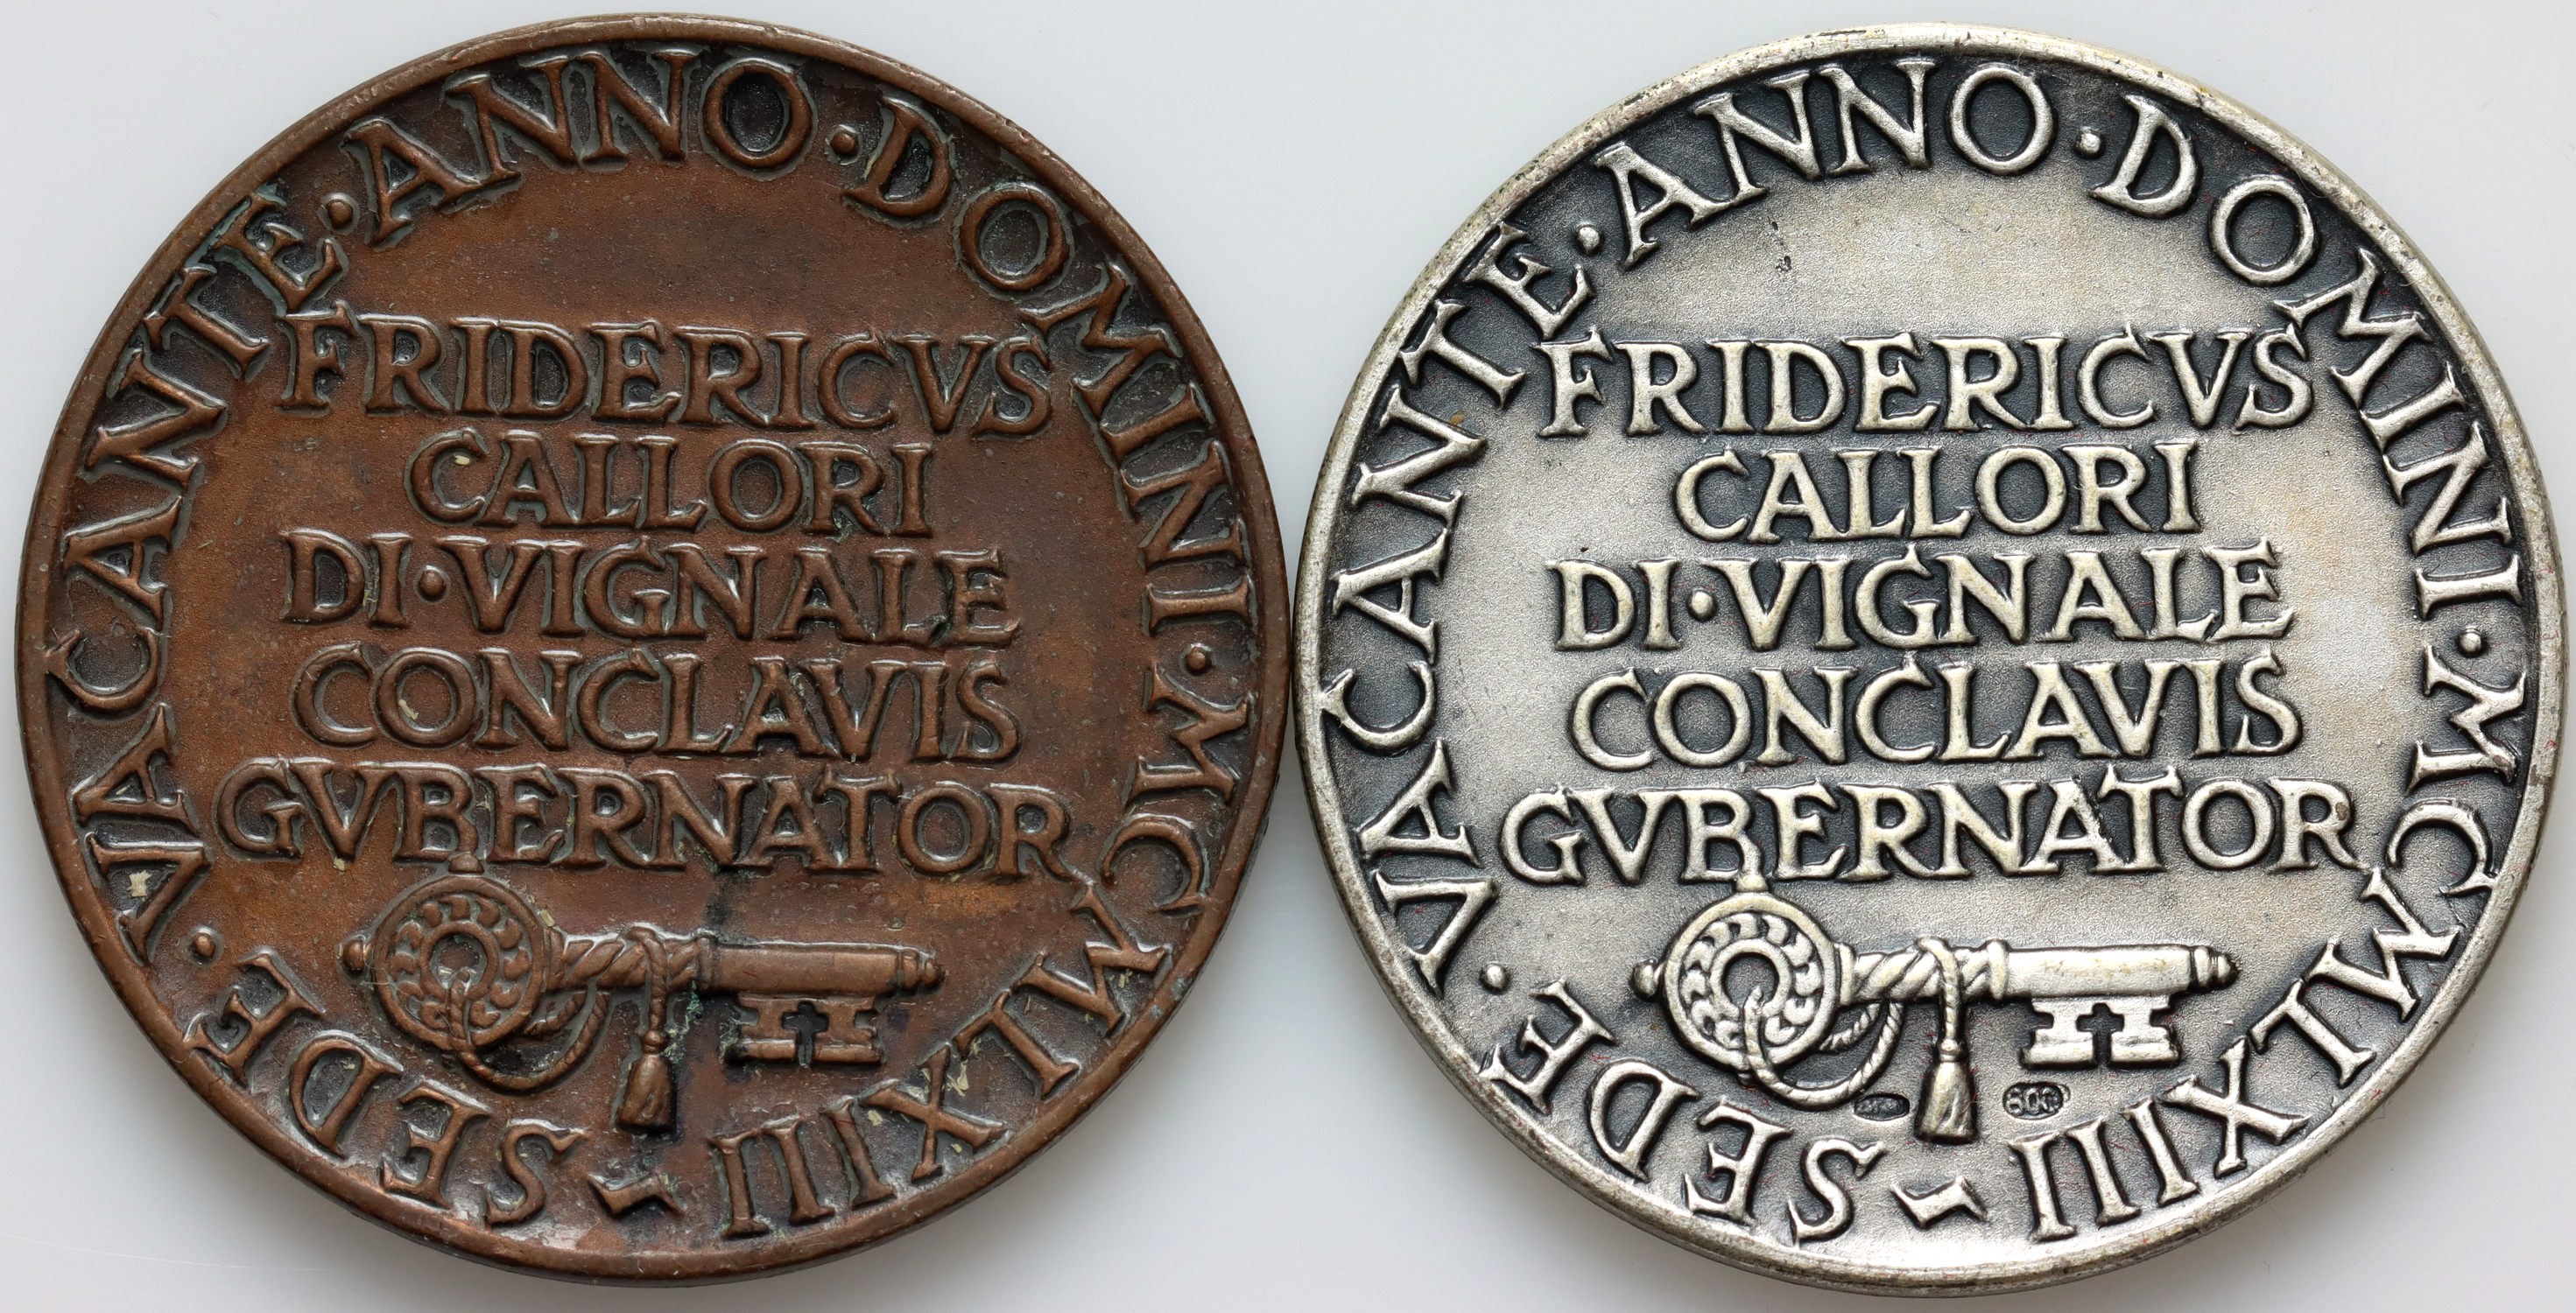 SEDE · VACANTE · ANNO · DOMINI · MCMLXIII ~
FRIDERICVS
CALLORI
DI · VIGNALE
CONCLAVIS
GVBERNATOR
SEDE · VACANTE · ANNO · DOMINI · MCMLXIII ~
FRIDERICVS
CALLORI
DI · VIGNALE
CONCLAVIS
GVBERNATOR
800